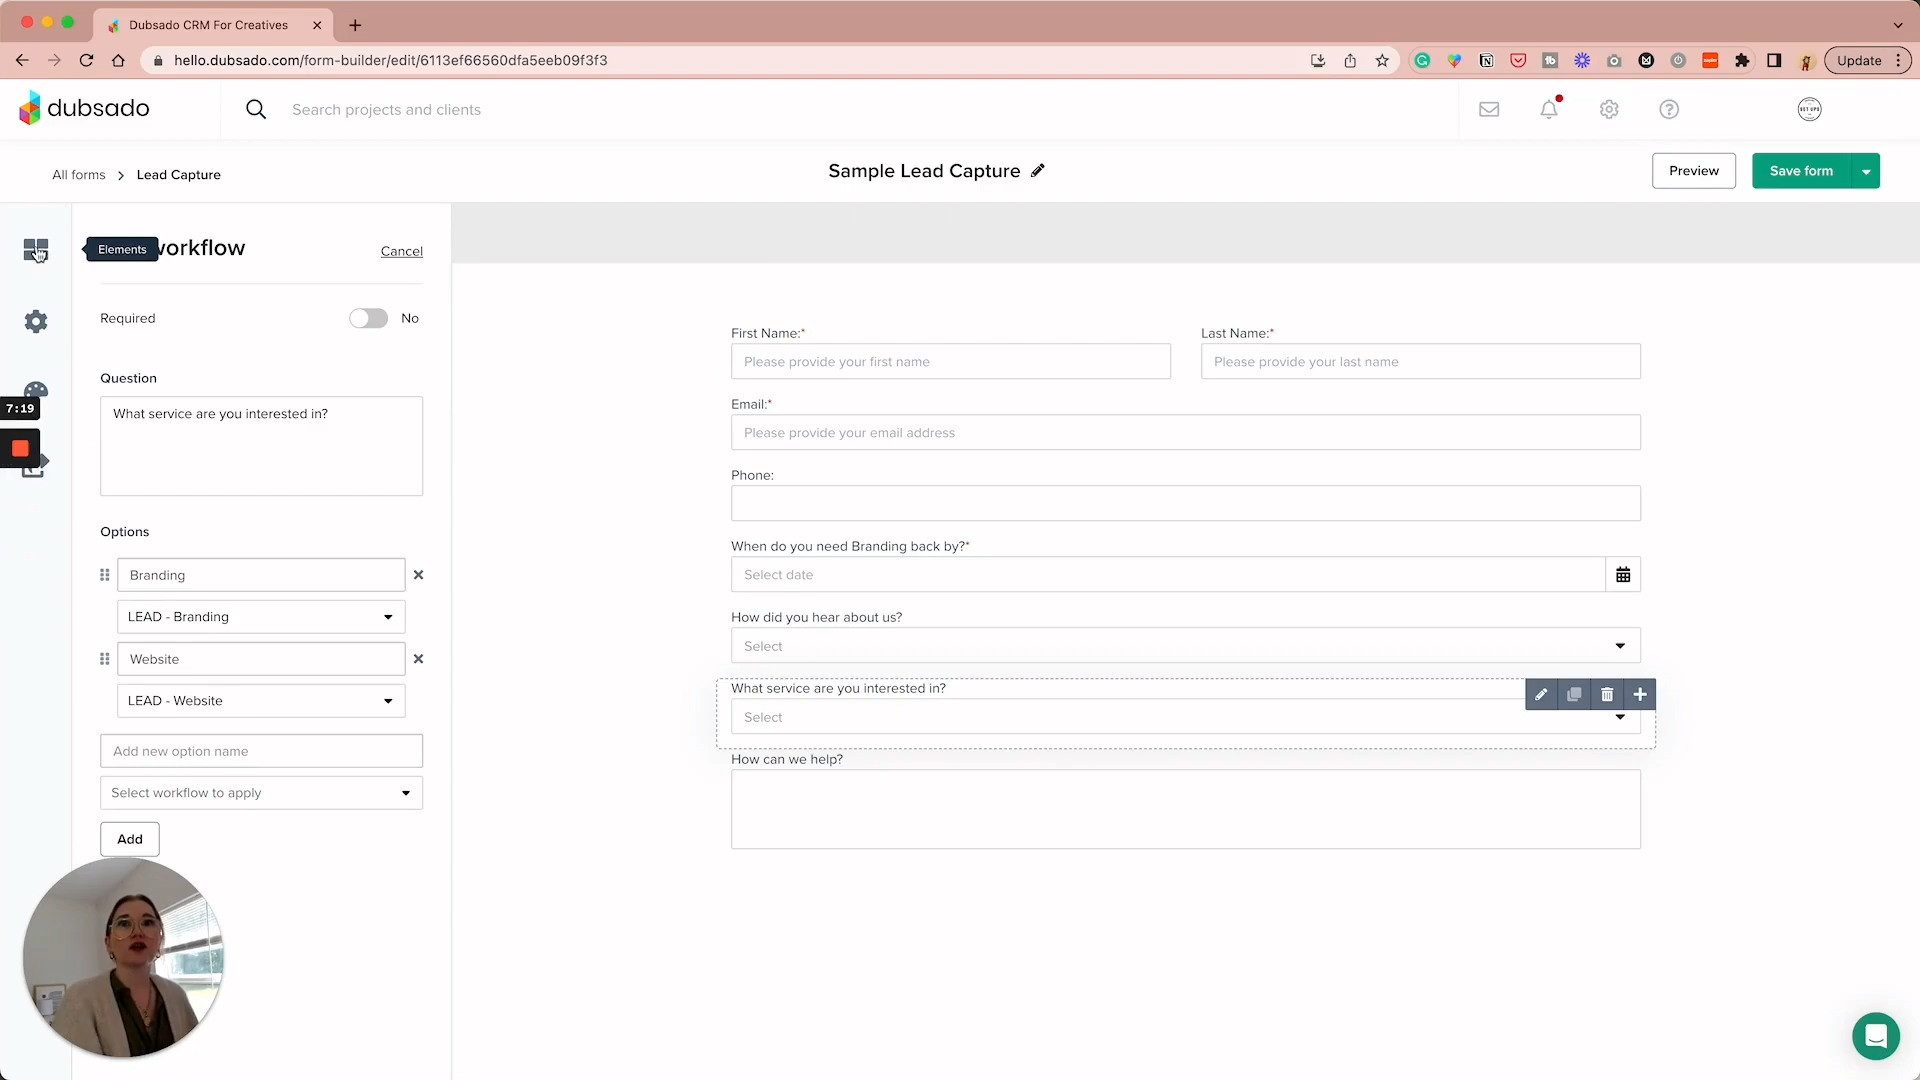 Dubsado CRM For Creatives
hello.dubsado.com/form-builder/edit/6113ef66560dfa5eeb09f3f3
Update
dubsado
Search projects and clients
All forms > Lead Capture
Sample Lead Capture
Preview
Save form
Elements
workflow
Cancel
Required
No
Question
What service are you interested in?
Options
Branding
LEAD - Branding
Website
LEAD - Website
Add new option name
Select workflow to apply
Add
7:19
First Name:*
Last Name:*
Please provide your first name
Please provide your last name
Email:*
Please provide your email address
Phone:
When do you need Branding back by?*
Select date
How did you hear about us?
Select
What service are you interested in?
Select
How can we help?